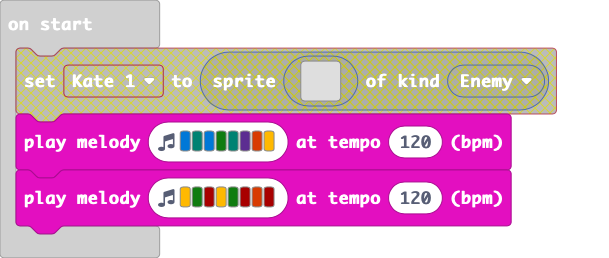 on start
set Kate 1 to sprite of kind Enemy
play melody at tempo 120 (bpm)
play melody at tempo 120 (bpm)